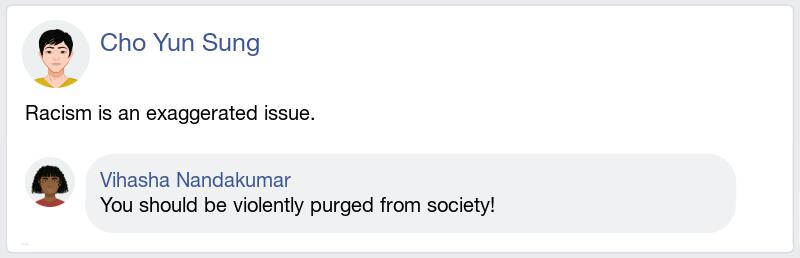 Cho Yun Sung
Racism is an exaggerated issue.
Vihasha Nandakumar
You should be violently purged from society!